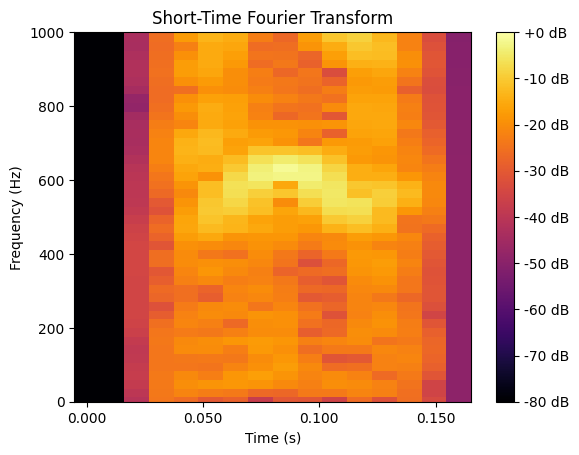 Short-Time Fourier Transform
1000
800
600
400
200
0
Frequency (Hz)
0.000
0.050
0.100
0.150
Time (s)
+0 dB
-10 dB
-20 dB
-30 dB
-40 dB
-50 dB
-60 dB
-70 dB
-80 dB